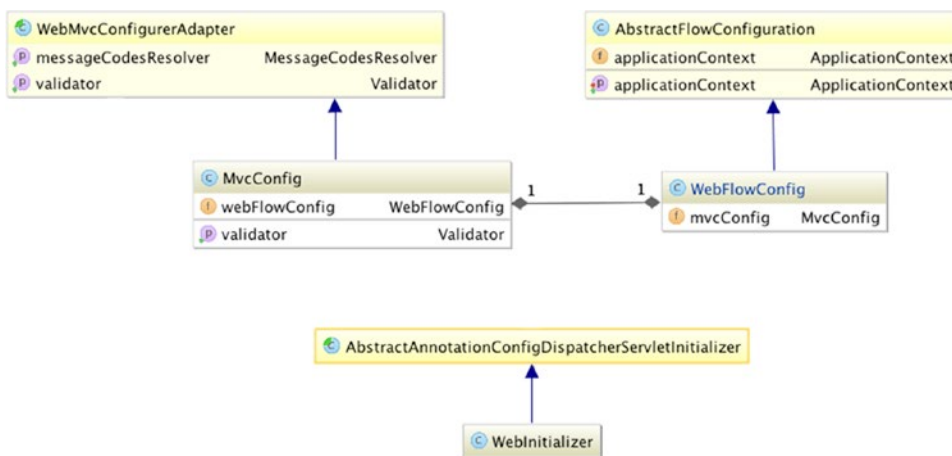 WebMvcConfigurerAdapter
messageCodesResolver MessageCodesResolver
validator Validator
AbstractFlowConfiguration
applicationContext ApplicationContext
applicationContext ApplicationContext
MvcConfig
webFlowConfig WebFlowConfig
validator Validator
1 1
WebFlowConfig
mvcConfig MvcConfig
AbstractAnnotationConfigDispatcherServletInitializer
WebInitializer